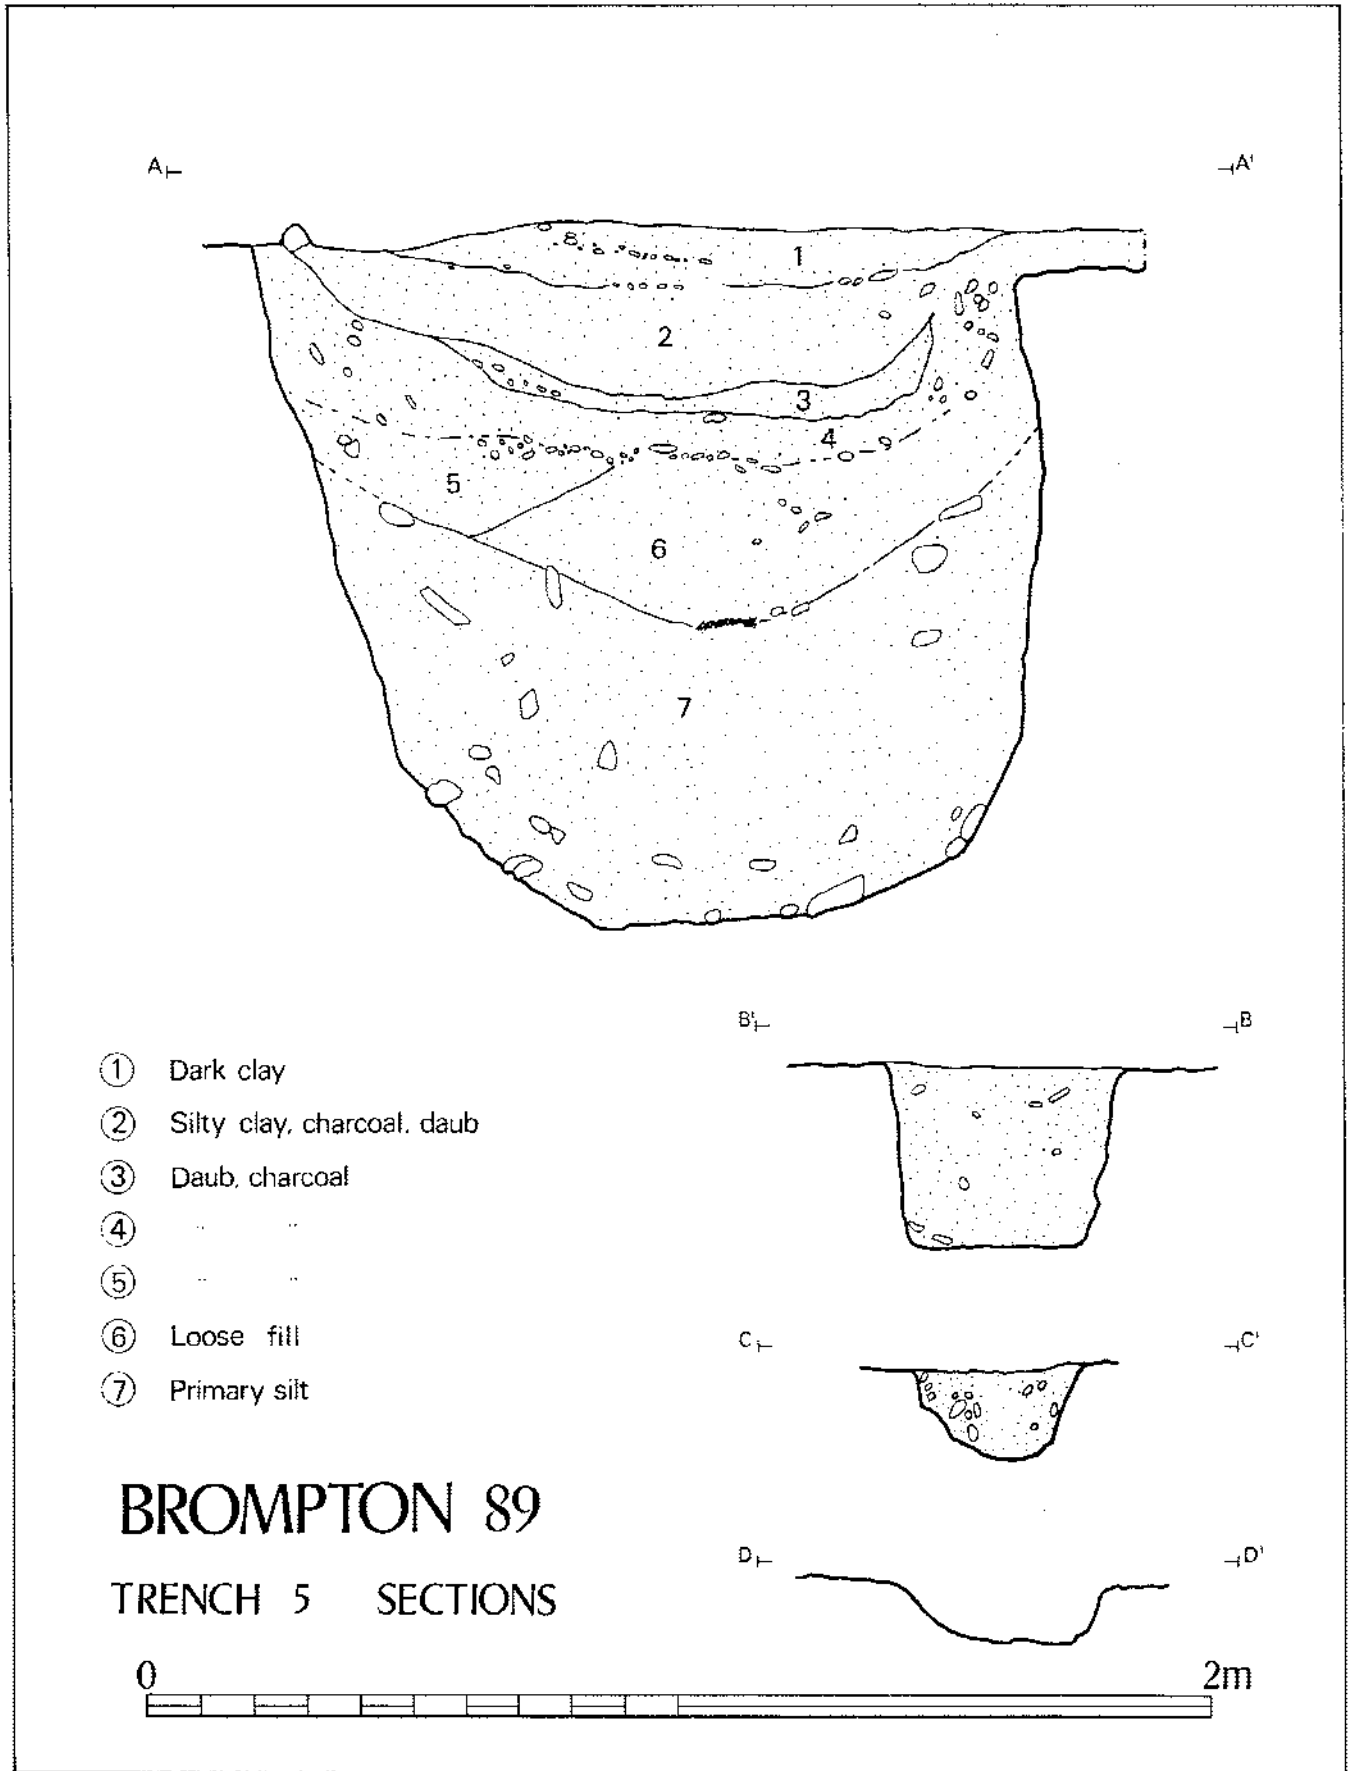 A A'
1
2
3
4
5
6
7
B' B
① Dark clay
② Silty clay, charcoal, daub
③ Daub, charcoal
④ " "
⑤ " "
⑥ Loose fill
⑦ Primary silt
C C'
D D'
BROMPTON 89
TRENCH 5 SECTIONS
0 2m